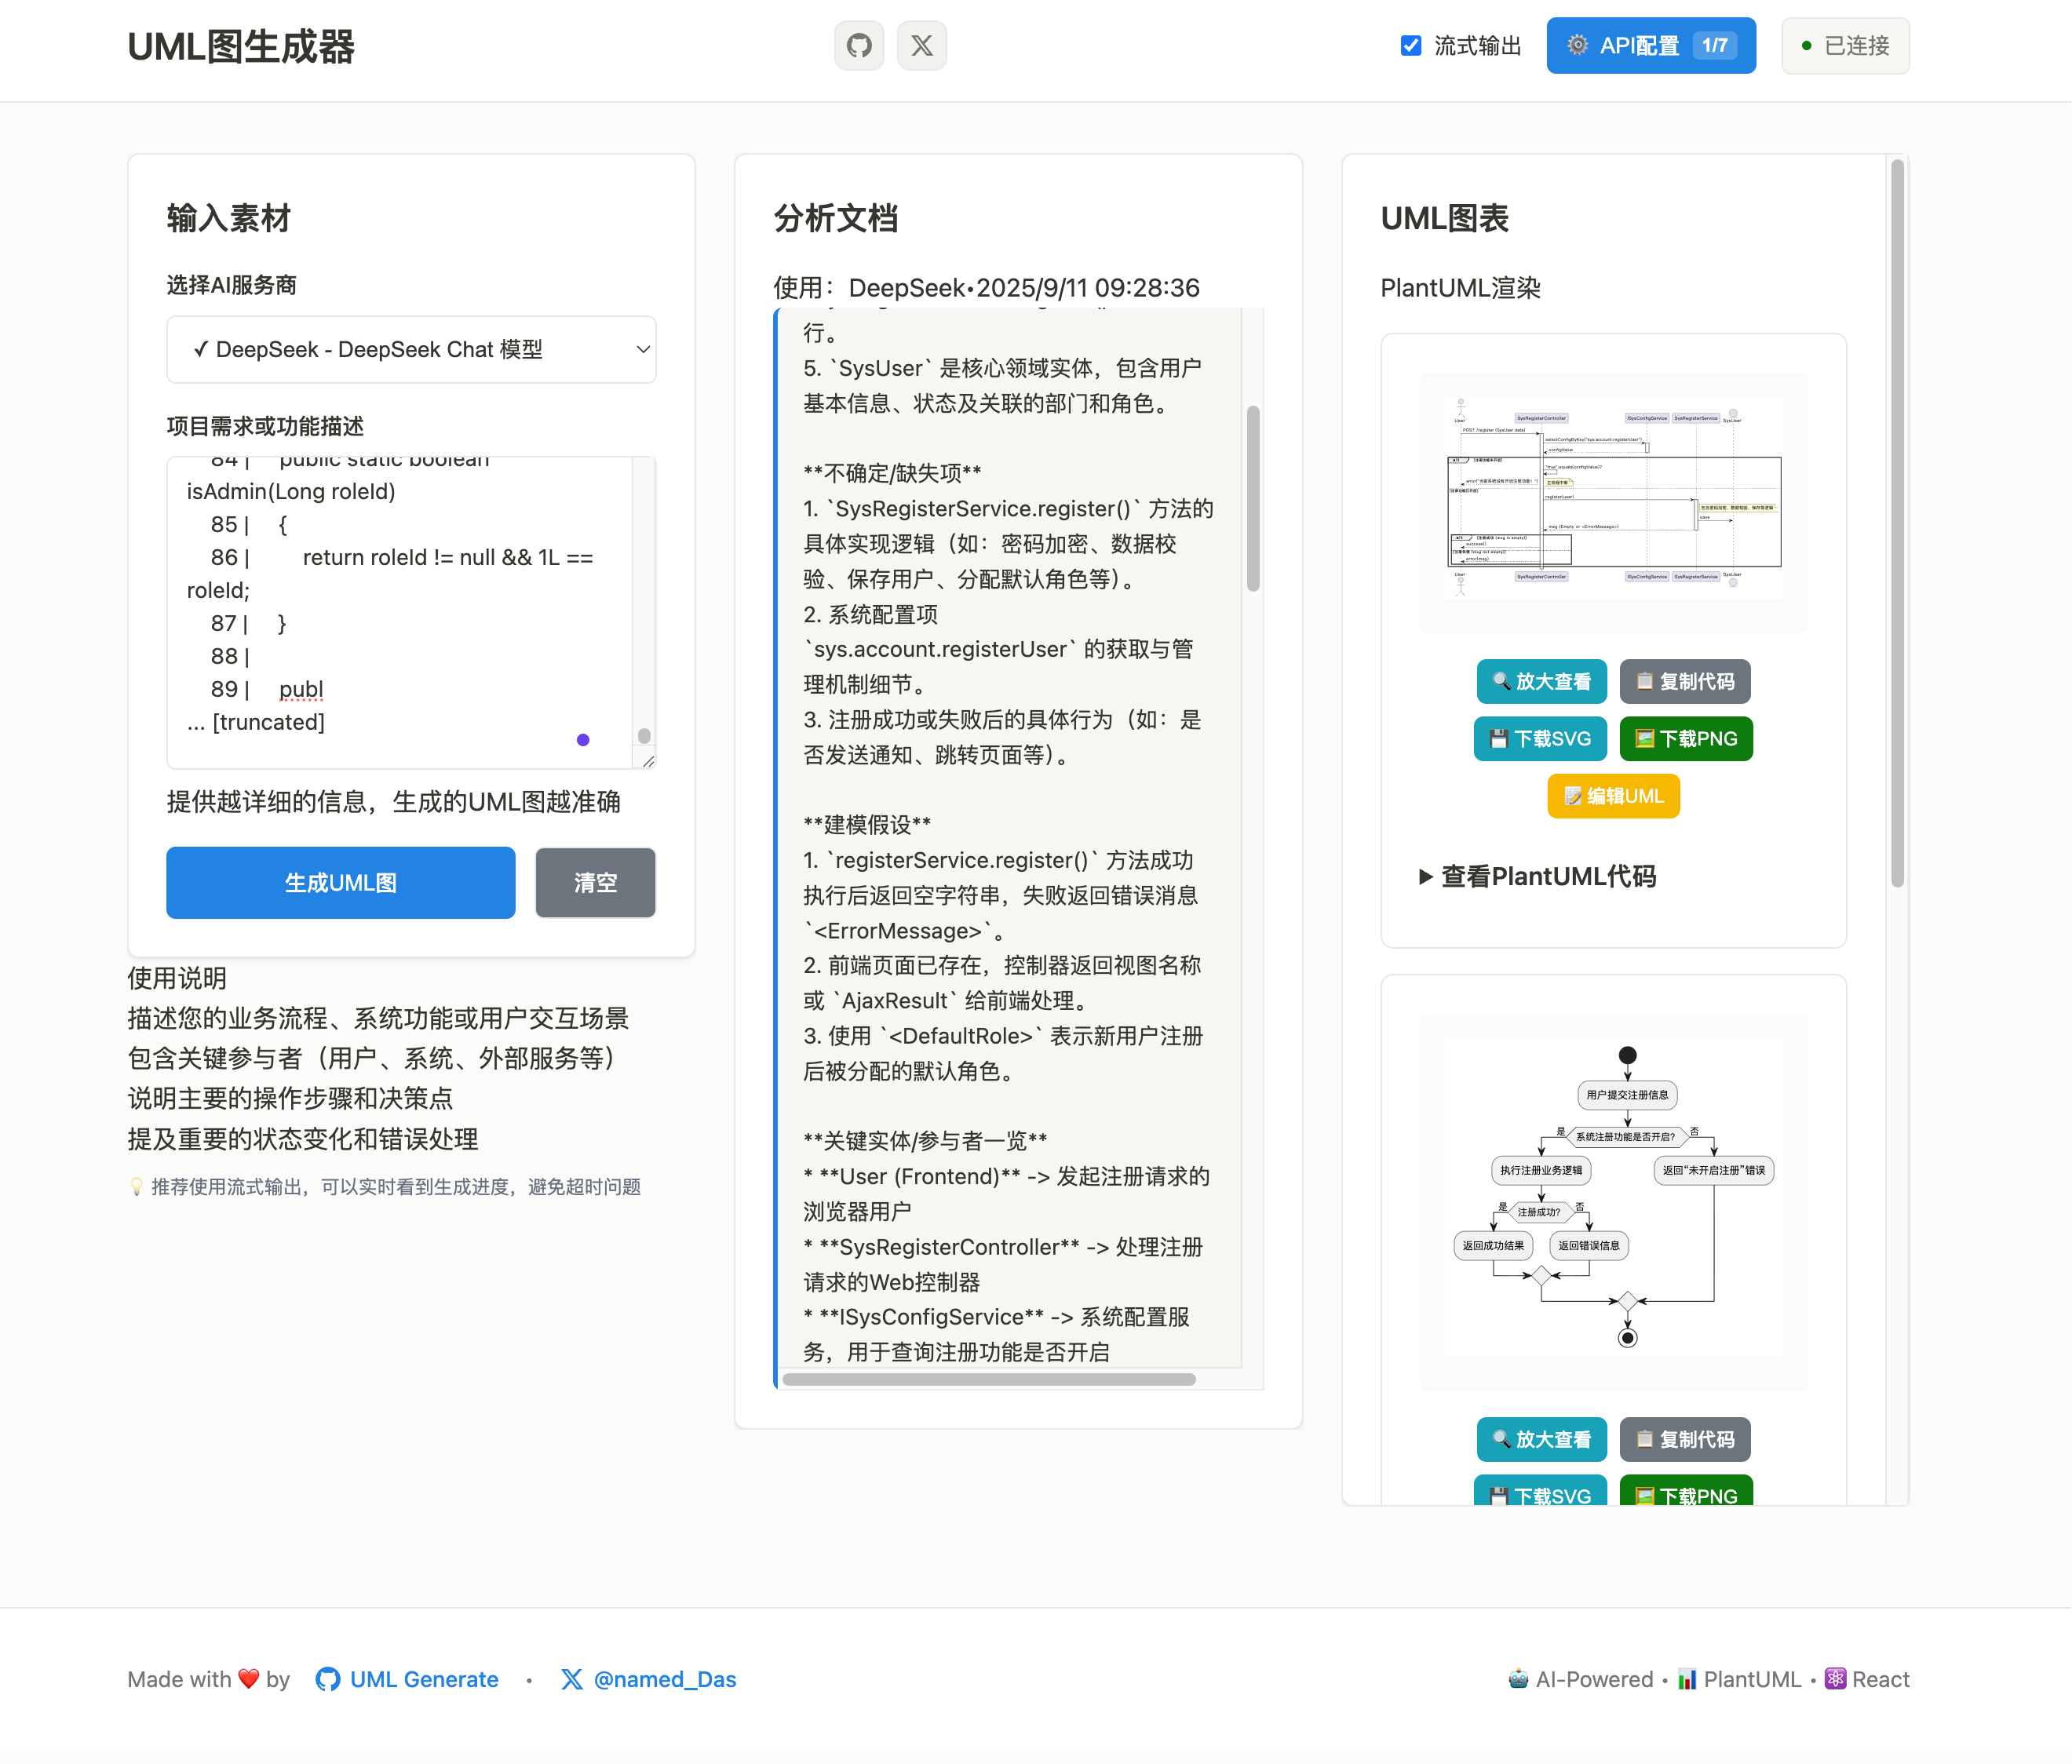 UML图生成器
流式输出
API配置 1/7
已连接
输入素材
选择AI服务商
✓ DeepSeek - DeepSeek Chat 模型
项目需求或功能描述
84 | public static boolean
isAdmin(Long roleId)
85 | {
86 | return roleId != null && 1L ==
roleId;
87 | }
88 |
89 | publ
... [truncated]
提供越详细的信息，生成的UML图越准确
生成UML图
清空
使用说明
描述您的业务流程、系统功能或用户交互场景
包含关键参与者（用户、系统、外部服务等）
说明主要的操作步骤和决策点
提及重要的状态变化和错误处理
💡 推荐使用流式输出，可以实时看到生成进度，避免超时问题
分析文档
使用：DeepSeek•2025/9/11 09:28:36
行。
5. `SysUser` 是核心领域实体，包含用户
基本信息、状态及关联的部门和角色。
**不确定/缺失项**
1. `SysRegisterService.register()` 方法的
具体实现逻辑（如：密码加密、数据校
验、保存用户、分配默认角色等）。
2. 系统配置项
`sys.account.registerUser` 的获取与管
理机制细节。
3. 注册成功或失败后的具体行为（如：是
否发送通知、跳转页面等）。
**建模假设**
1. `registerService.register()` 方法成功
执行后返回空字符串，失败返回错误消息
`<ErrorMessage>`。
2. 前端页面已存在，控制器返回视图名称
或 `AjaxResult` 给前端处理。
3. 使用 `<DefaultRole>` 表示新用户注册
后被分配的默认角色。
**关键实体/参与者一览**
* **User (Frontend)** -> 发起注册请求的
浏览器用户
* **SysRegisterController** -> 处理注册
请求的Web控制器
* **ISysConfigService** -> 系统配置服
务，用于查询注册功能是否开启
UML图表
PlantUML渲染
User
SysRegisterController
ISysConfigService
SysRegisterService
SysUser
POST /register (SysUser data)
selectConfigByKey("sys.account.registerUser")
configValue
"true".equals(configValue)?
register(user)
save
msg (Empty or <ErrorMessage>)
success()
error(msg)
User
SysRegisterController
ISysConfigService
SysRegisterService
SysUser
🔍 放大查看
📋 复制代码
💾 下载SVG
🖼️ 下载PNG
📝 编辑UML
▶ 查看PlantUML代码
用户提交注册信息
是
系统注册功能是否开启?
否
执行注册业务逻辑
返回“未开启注册”错误
是
注册成功?
否
返回成功结果
返回错误信息
🔍 放大查看
📋 复制代码
💾 下载SVG
🖼️ 下载PNG
Made with ❤️ by UML Generate • @named_Das
🤖 AI-Powered • 📊 PlantUML • ⚛️ React